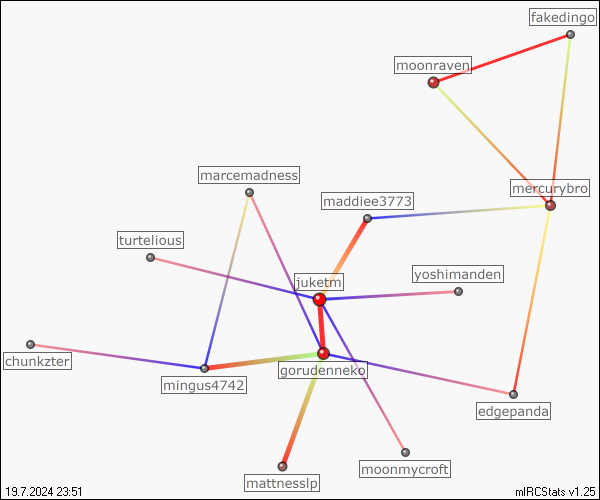 fakedingo
moonraven
marcemadness
mercurybro
maddiee3773
turtelious
yoshimanden
juketm
chunkzter
gorudenneko
mingus4742
edgepanda
moonmycroft
mattnesslp
19.7.2024 23:51
mIRCStats v1.25